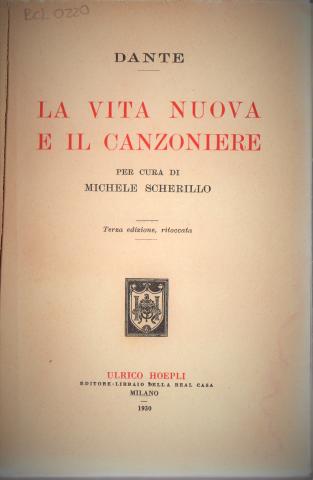 BCL 0220
DANTE
LA VITA NUOVA
E IL CANZONIERE
PER CURA DI
MICHELE SCHERILLO
Terza edizione, ritoccata
ULRICO HOEPLI
EDITORE-LIBRAIO DELLA REAL CASA
MILANO
1930